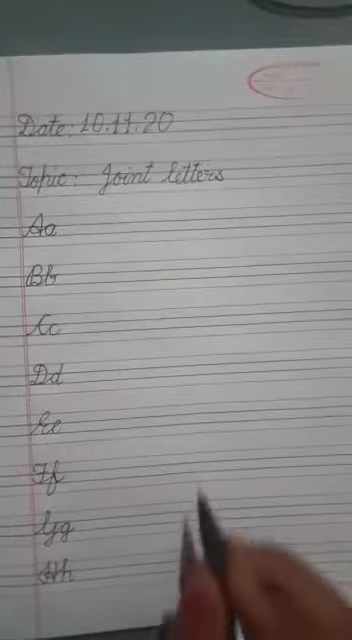 Date: 10.11.20
Topic: Joint letters
Aa
Bb
Cc
Dd
Ee
Ff
Gg
Hh